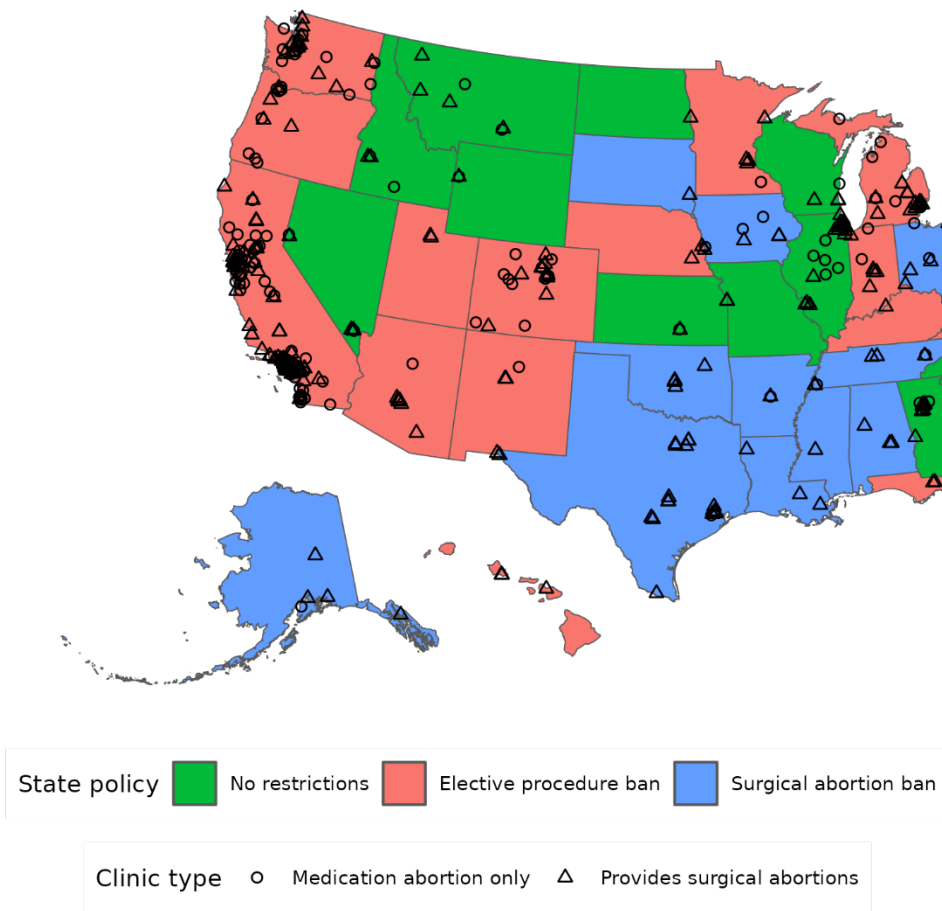 State policy No restrictions Elective procedure ban Surgical abortion ban
Clinic type Medication abortion only Provides surgical abortions